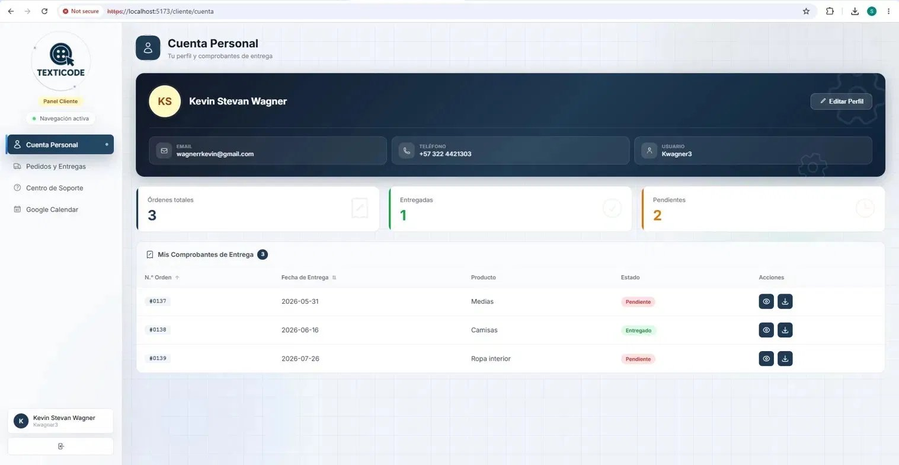 Not secure https://localhost:5173/cliente/cuenta S
TEXTICODE
Panel Cliente
Navegación activa
Cuenta Personal
Pedidos y Entregas
Centro de Soporte
Google Calendar
K Kevin Stevan Wagner
Kwagner3
Cuenta Personal
Tu perfil y comprobantes de entrega
KS Kevin Stevan Wagner Editar Perfil
EMAIL
wagnerrkevin@gmail.com
TELÉFONO
+57 322 4421303
USUARIO
Kwagner3
Órdenes totales
3
Entregadas
1
Pendientes
2
Mis Comprobantes de Entrega 3
N.° Orden Fecha de Entrega Producto Estado Acciones
#0137 2026-05-31 Medias Pendiente
#0138 2026-06-16 Camisas Entregado
#0139 2026-07-26 Ropa interior Pendiente